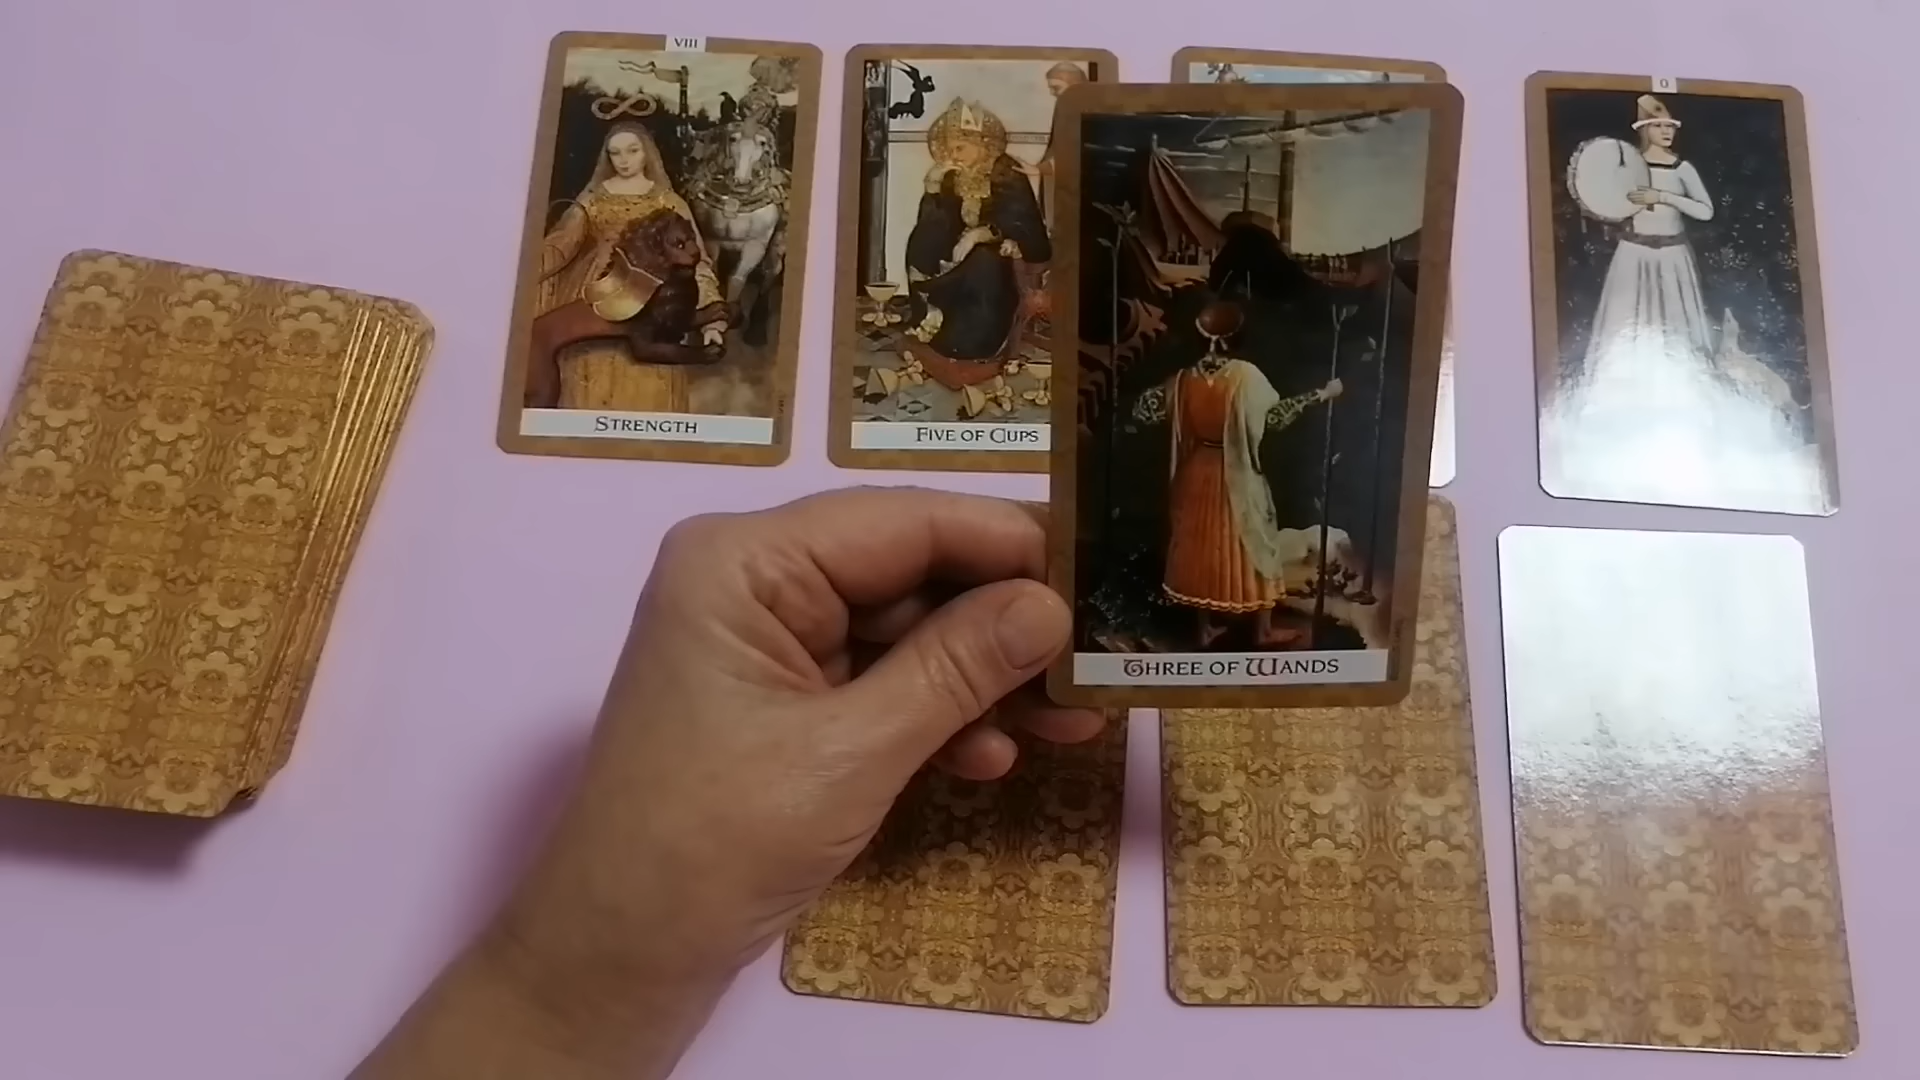 VIII
0
STRENGTH
FIVE OF CUPS
THREE OF WANDS